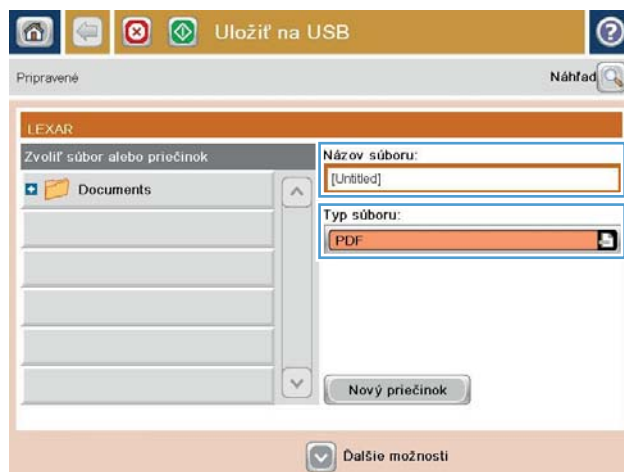 Uložiť na USB
Pripravené
Náhľad
LEXAR
Zvoliť súbor alebo priečinok
Documents
Názov súboru:
[Untitled]
Typ súboru:
PDF
Nový priečinok
Ďalšie možnosti